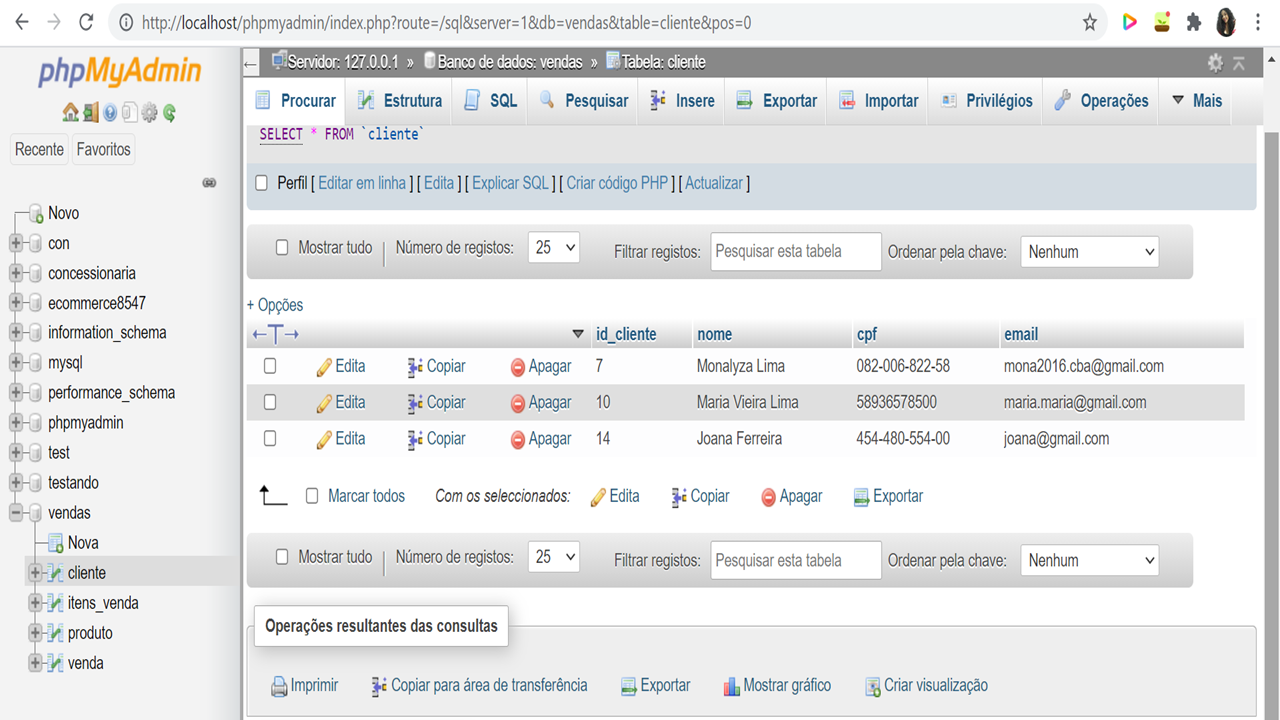 http://localhost/phpmyadmin/index.php?route=/sql&server=1&db=vendas&table=cliente&pos=0
phpMyAdmin
Recente Favoritos
Novo
con
concessionaria
ecommerce8547
information_schema
mysql
performance_schema
phpmyadmin
test
testando
vendas
Nova
cliente
itens_venda
produto
venda
Servidor: 127.0.0.1 » Banco de dados: vendas » Tabela: cliente
Procurar Estrutura SQL Pesquisar Insere Exportar Importar Privilégios Operações Mais
SELECT * FROM `cliente`
Perfil [ Editar em linha ] [ Edita ] [ Explicar SQL ] [ Criar código PHP ] [ Actualizar ]
Mostrar tudo Número de registos: 25 Filtrar registos: Pesquisar esta tabela Ordenar pela chave: Nenhum
+ Opções
←T→ id_cliente nome cpf email
Edita Copiar Apagar 7 Monalyza Lima 082-006-822-58 mona2016.cba@gmail.com
Edita Copiar Apagar 10 Maria Vieira Lima 58936578500 maria.maria@gmail.com
Edita Copiar Apagar 14 Joana Ferreira 454-480-554-00 joana@gmail.com
Marcar todos Com os seleccionados: Edita Copiar Apagar Exportar
Mostrar tudo Número de registos: 25 Filtrar registos: Pesquisar esta tabela Ordenar pela chave: Nenhum
Operações resultantes das consultas
Imprimir Copiar para área de transferência Exportar Mostrar gráfico Criar visualização